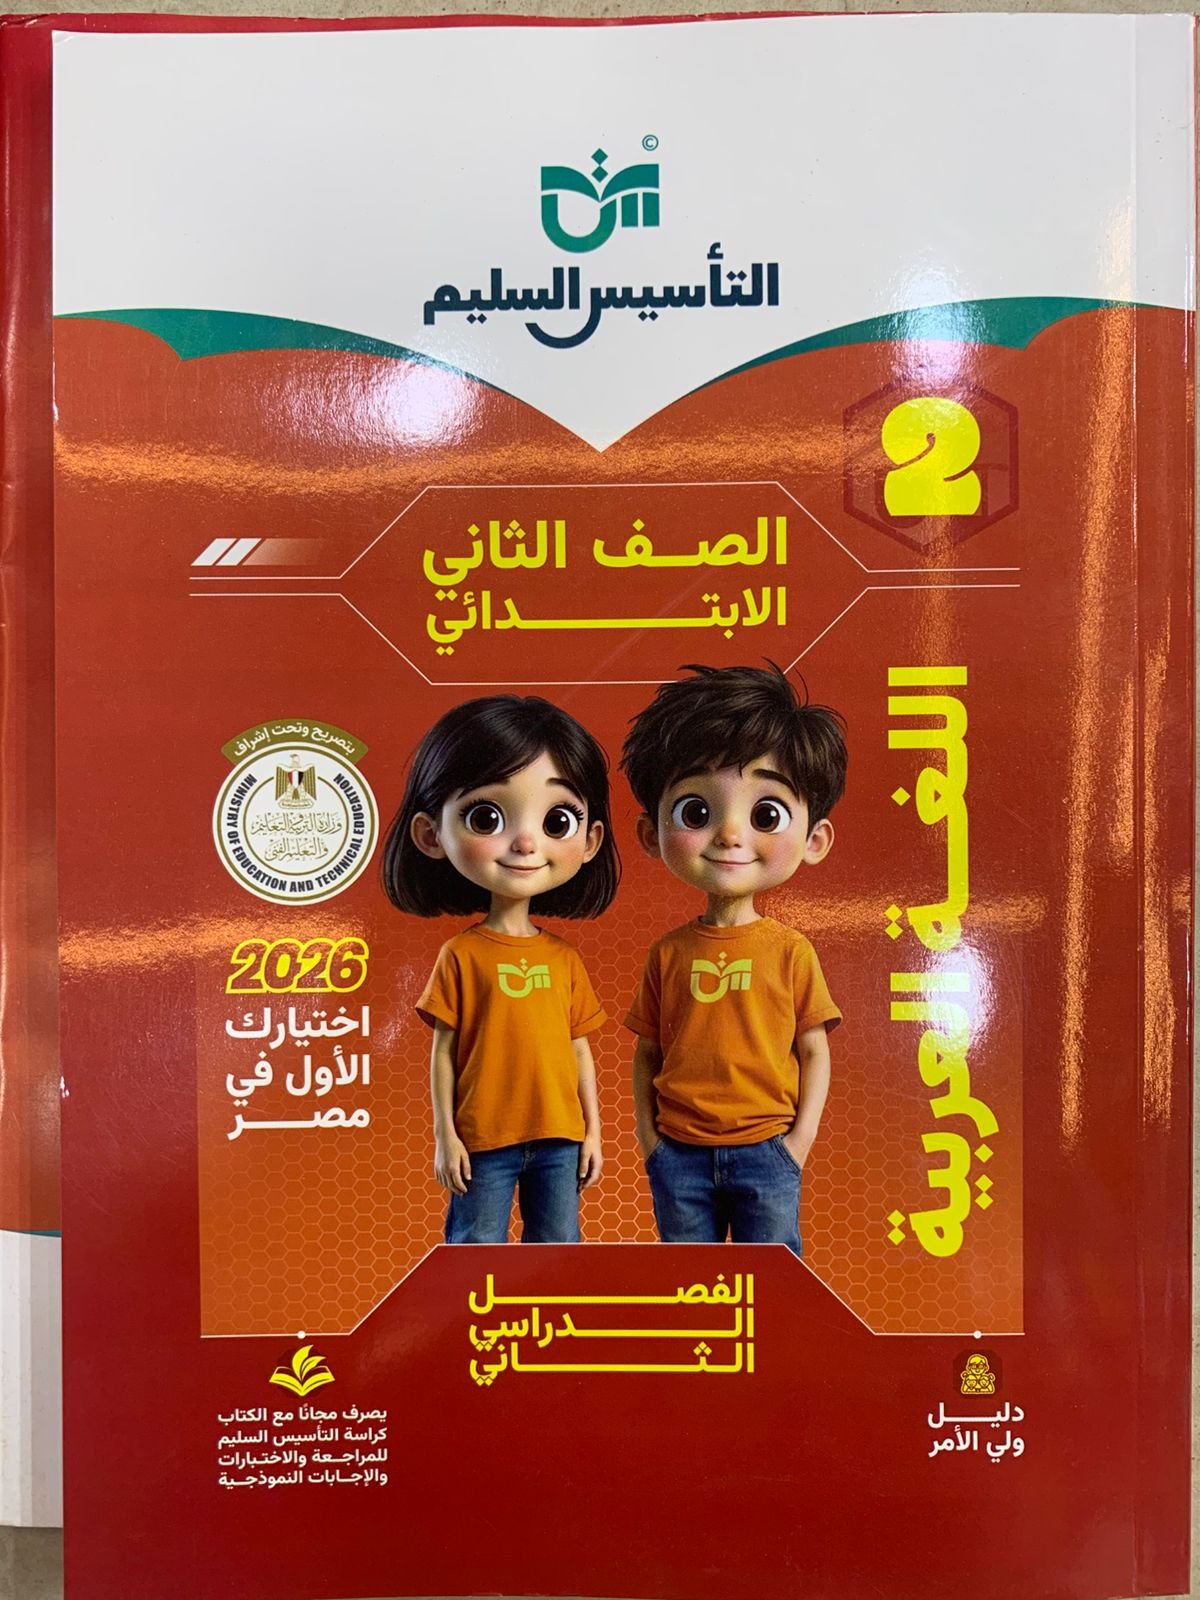 ©
التأسيس السليم
2
الصف الثاني
الابتدائي
اللغة العربية
بتصريح وتحت إشراف
وزارة التربية والتعليم
والتعليم الفني
MINISTRY OF EDUCATION AND TECHNICAL EDUCATION
2026
اختيارك
الأول في
مصر
الفصل
الدراسي
الثاني
دليل
ولي الأمر
يصرف مجانًا مع الكتاب
كراسة التأسيس السليم
للمراجعة والاختبارات
والإجابات النموذجية